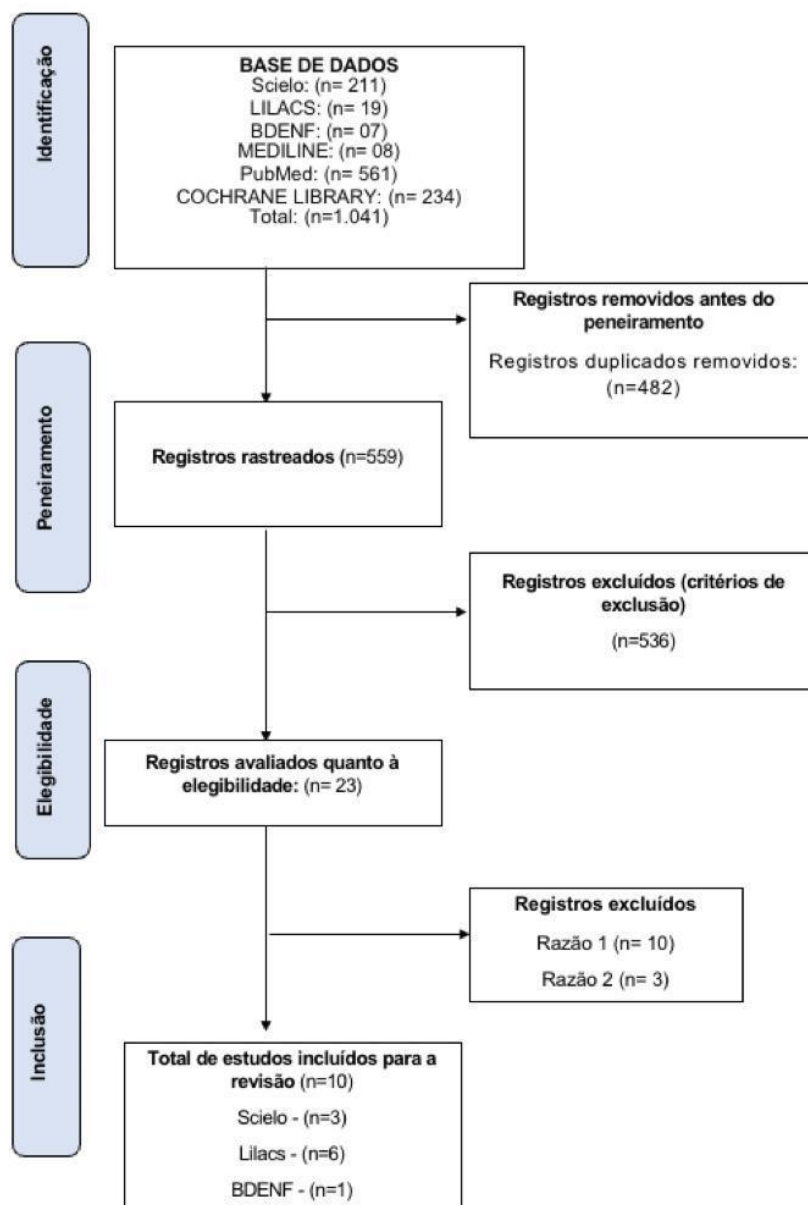 Identificação
BASE DE DADOS
Scielo: (n= 211)
LILACS: (n= 19)
BDENF: (n= 07)
MEDILINE: (n= 08)
PubMed: (n= 561)
COCHRANE LIBRARY: (n= 234)
Total: (n=1.041)
Registros removidos antes do
peneiramento
Registros duplicados removidos:
(n=482)
Peneiramento
Registros rastreados (n=559)
Registros excluídos (critérios de
exclusão)
(n=536)
Elegibilidade
Registros avaliados quanto à
elegibilidade: (n= 23)
Registros excluídos
Razão 1 (n= 10)
Razão 2 (n= 3)
Inclusão
Total de estudos incluídos para a
revisão (n=10)
Scielo - (n=3)
Lilacs - (n=6)
BDENF - (n=1)